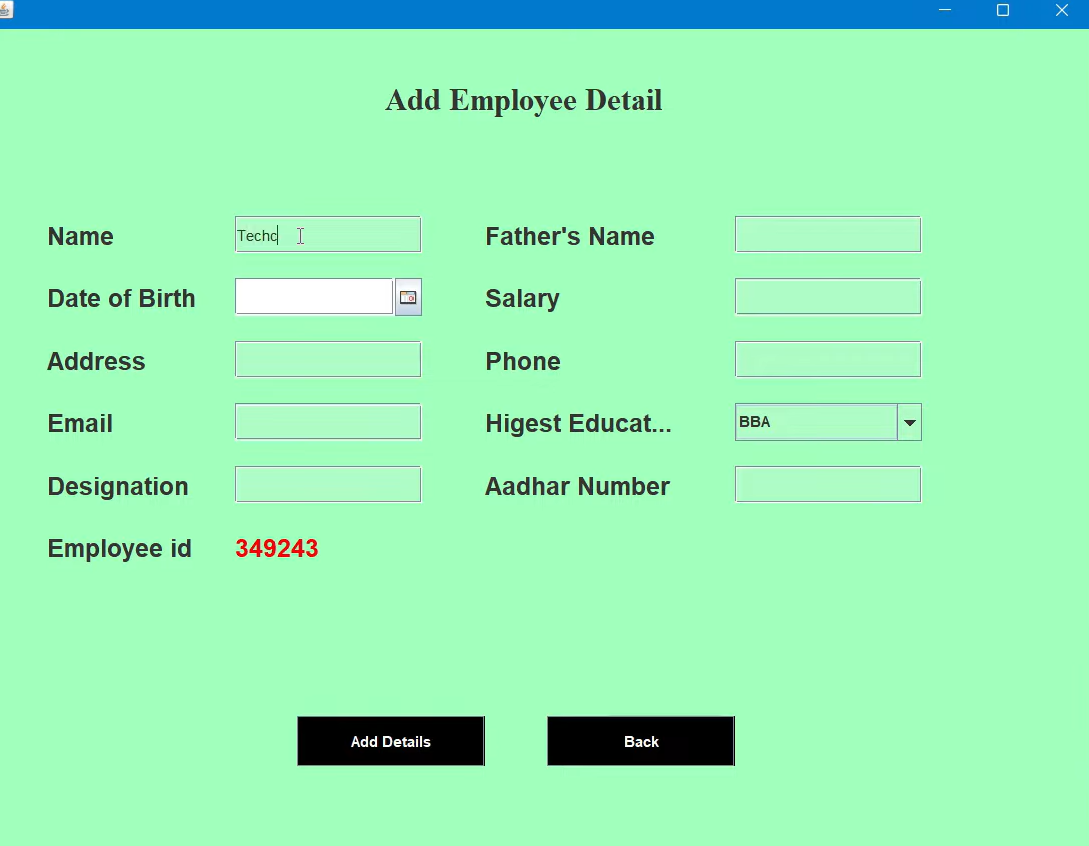 Add Employee Detail
Name Techc Father's Name
Date of Birth Salary
Address Phone
Email Higest Educat... BBA
Designation Aadhar Number
Employee id 349243
Add Details Back